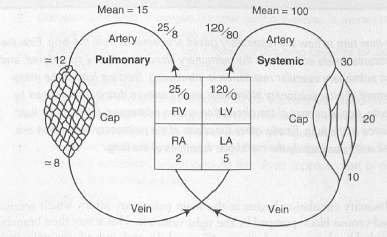 Mean = 15
Mean = 100
25/8
120/80
Artery
Artery
Pulmonary
Systemic
≃ 12
30
25/0
120/0
RV
LV
Cap
Cap
20
RA
LA
2
5
≃ 8
10
Vein
Vein